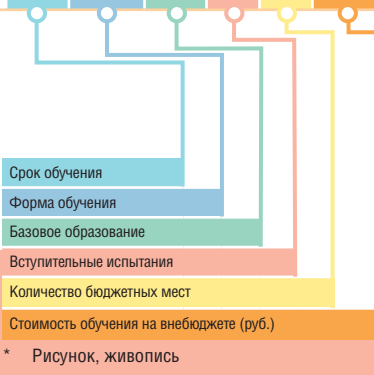 Срок обучения
Форма обучения
Базовое образование
Вступительные испытания
Количество бюджетных мест
Стоимость обучения на внебюджете (руб.)
* Рисунок, живопись